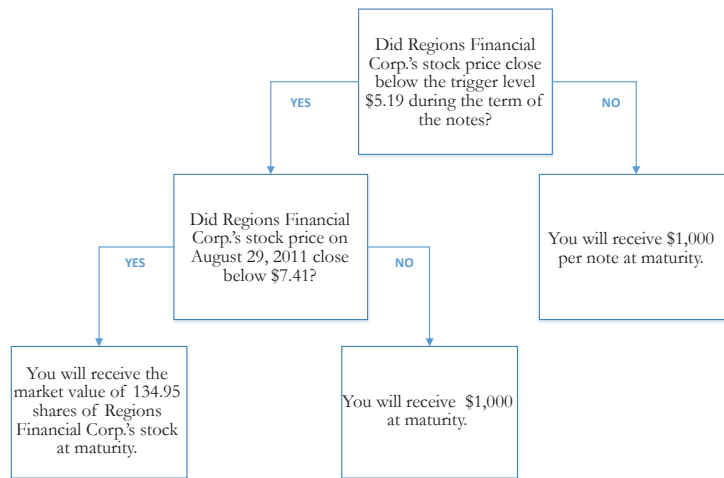 Did Regions Financial
Corp.'s stock price close
below the trigger level
$5.19 during the term of
the notes?
YES
NO
Did Regions Financial
Corp.'s stock price on
August 29, 2011 close
below $7.41?
You will receive $1,000
per note at maturity.
YES
NO
You will receive the
market value of 134.95
shares of Regions
Financial Corp.'s stock
at maturity.
You will receive $1,000
at maturity.